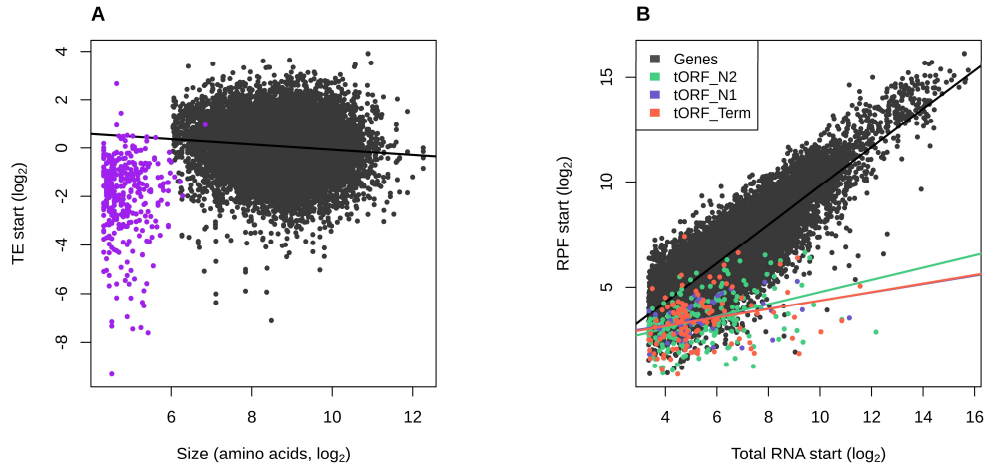 A
4
2
0
-2
-4
-6
-8
6
8
10
12
TE start (log2)
Size (amino acids, log2)
B
Genes
tORF_N2
tORF_N1
tORF_Term
15
10
5
4
6
8
10
12
14
16
RPF start (log2)
Total RNA start (log2)